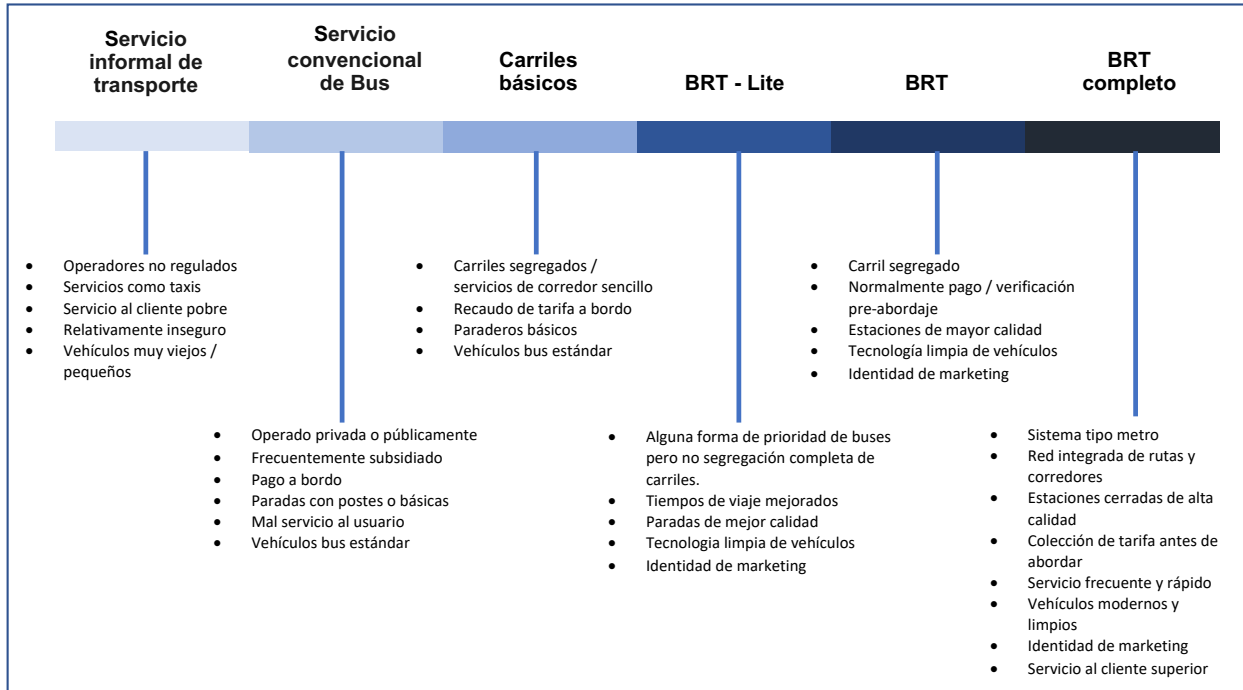 Servicio
informal de
transporte
Servicio
convencional
de Bus
Carriles
básicos
BRT - Lite
BRT
BRT
completo
• Operadores no regulados
• Servicios como taxis
• Servicio al cliente pobre
• Relativamente inseguro
• Vehículos muy viejos /
pequeños
• Operado privada o públicamente
• Frecuentemente subsidiado
• Pago a bordo
• Paradas con postes o básicas
• Mal servicio al usuario
• Vehículos bus estándar
• Carriles segregados /
servicios de corredor sencillo
• Recaudo de tarifa a bordo
• Paraderos básicos
• Vehículos bus estándar
• Alguna forma de prioridad de buses
pero no segregación completa de
carriles.
• Tiempos de viaje mejorados
• Paradas de mejor calidad
• Tecnologia limpia de vehículos
• Identidad de marketing
• Carril segregado
• Normalmente pago / verificación
pre-abordaje
• Estaciones de mayor calidad
• Tecnología limpia de vehículos
• Identidad de marketing
• Sistema tipo metro
• Red integrada de rutas y
corredores
• Estaciones cerradas de alta
calidad
• Colección de tarifa antes de
abordar
• Servicio frecuente y rápido
• Vehículos modernos y
limpios
• Identidad de marketing
• Servicio al cliente superior